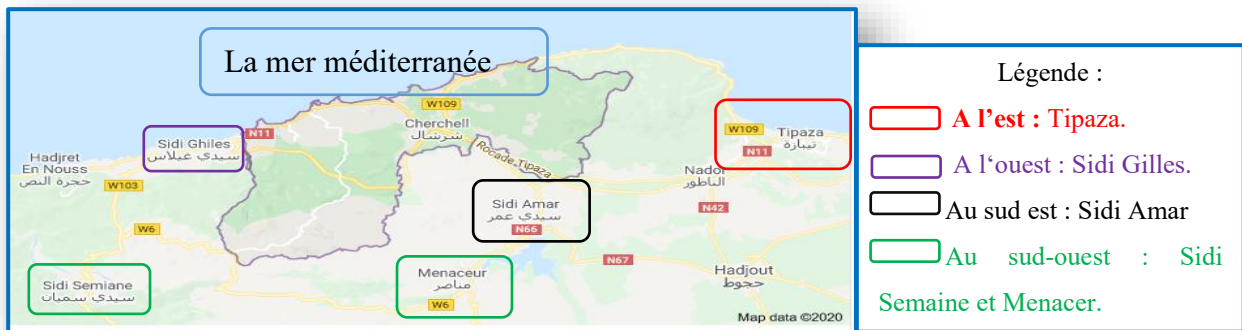 La mer méditerranée
W109
Cherchell
شرشال
Sidi Ghiles
سيدي غيلاس
N11
Hadjret
En Nouss
حجرة النص
W103
Rocade Tipaza
W109
Tipaza
تيبازة
N11
Nador
الناظور
Sidi Amar
سيدي عمر
N66
N42
W6
Sidi Semiane
سيدي سميان
Menaceur
مناصر
W6
N67
Hadjout
حجوط
Map data ©2020
Légende :
A l'est : Tipaza.
A l‘ouest : Sidi Gilles.
Au sud est : Sidi Amar
Au sud-ouest : Sidi
Semaine et Menacer.